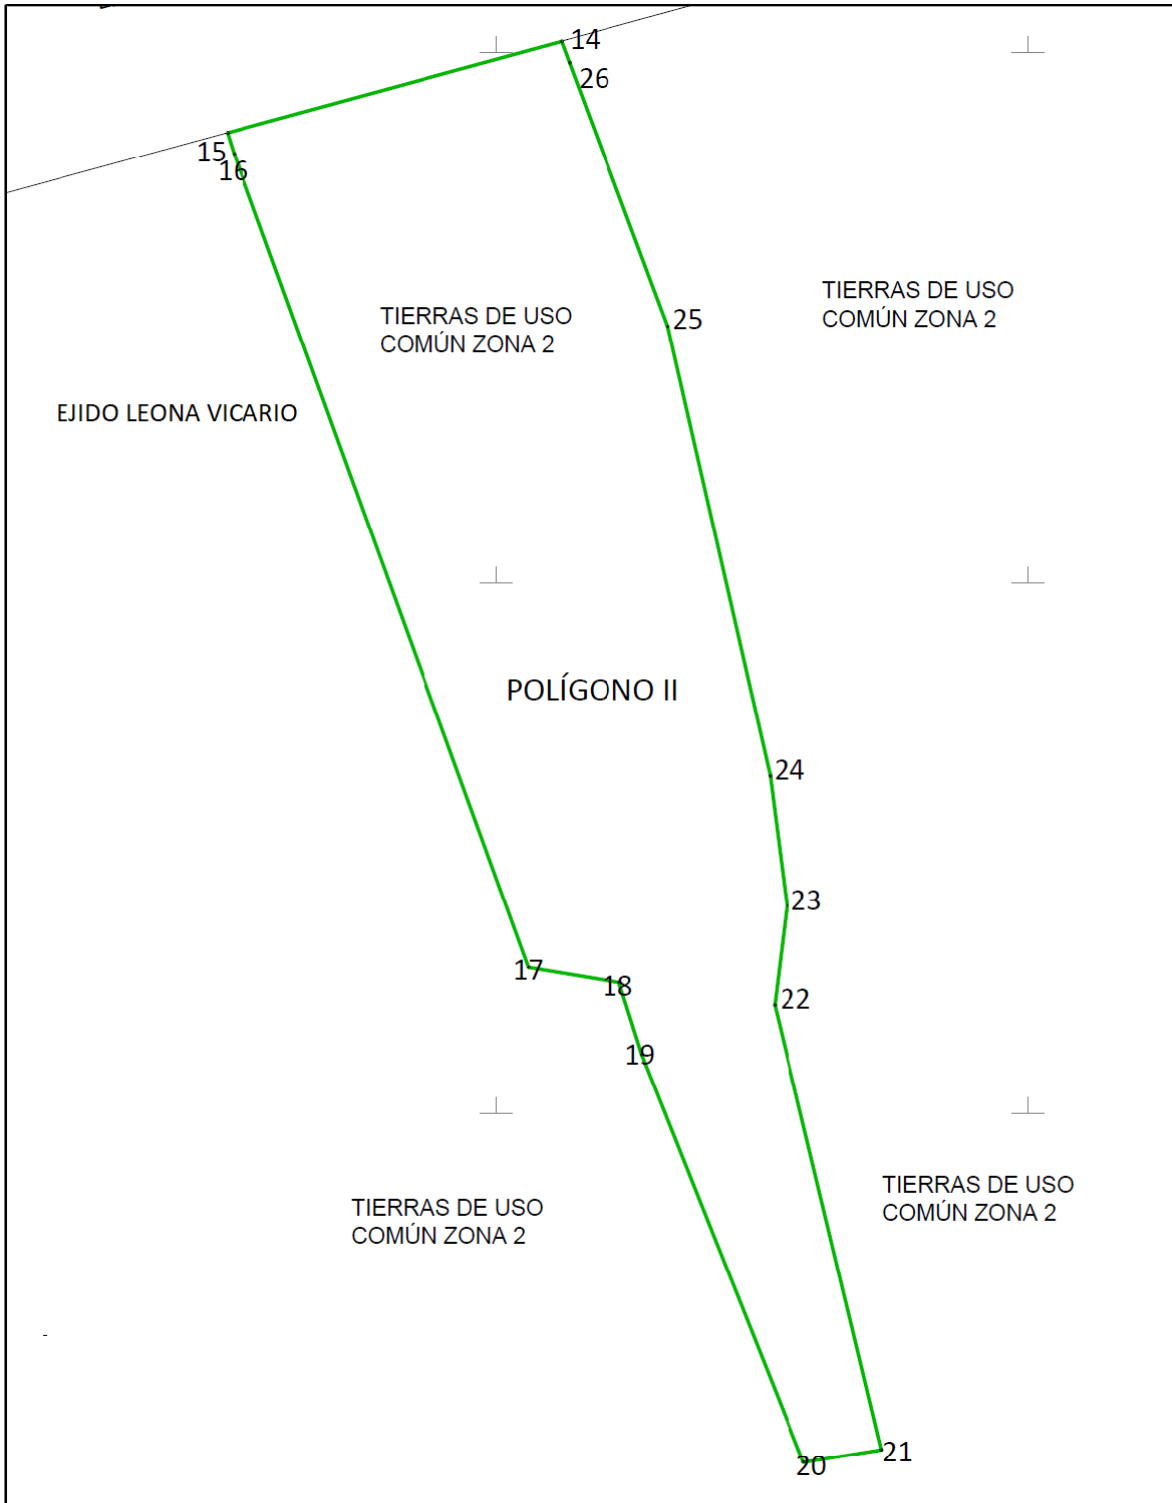 14
26
15
16
TIERRAS DE USO
COMÚN ZONA 2
TIERRAS DE USO
COMÚN ZONA 2
25
EJIDO LEONA VICARIO
POLÍGONO II
24
23
17
18
22
19
TIERRAS DE USO
COMÚN ZONA 2
TIERRAS DE USO
COMÚN ZONA 2
21
20